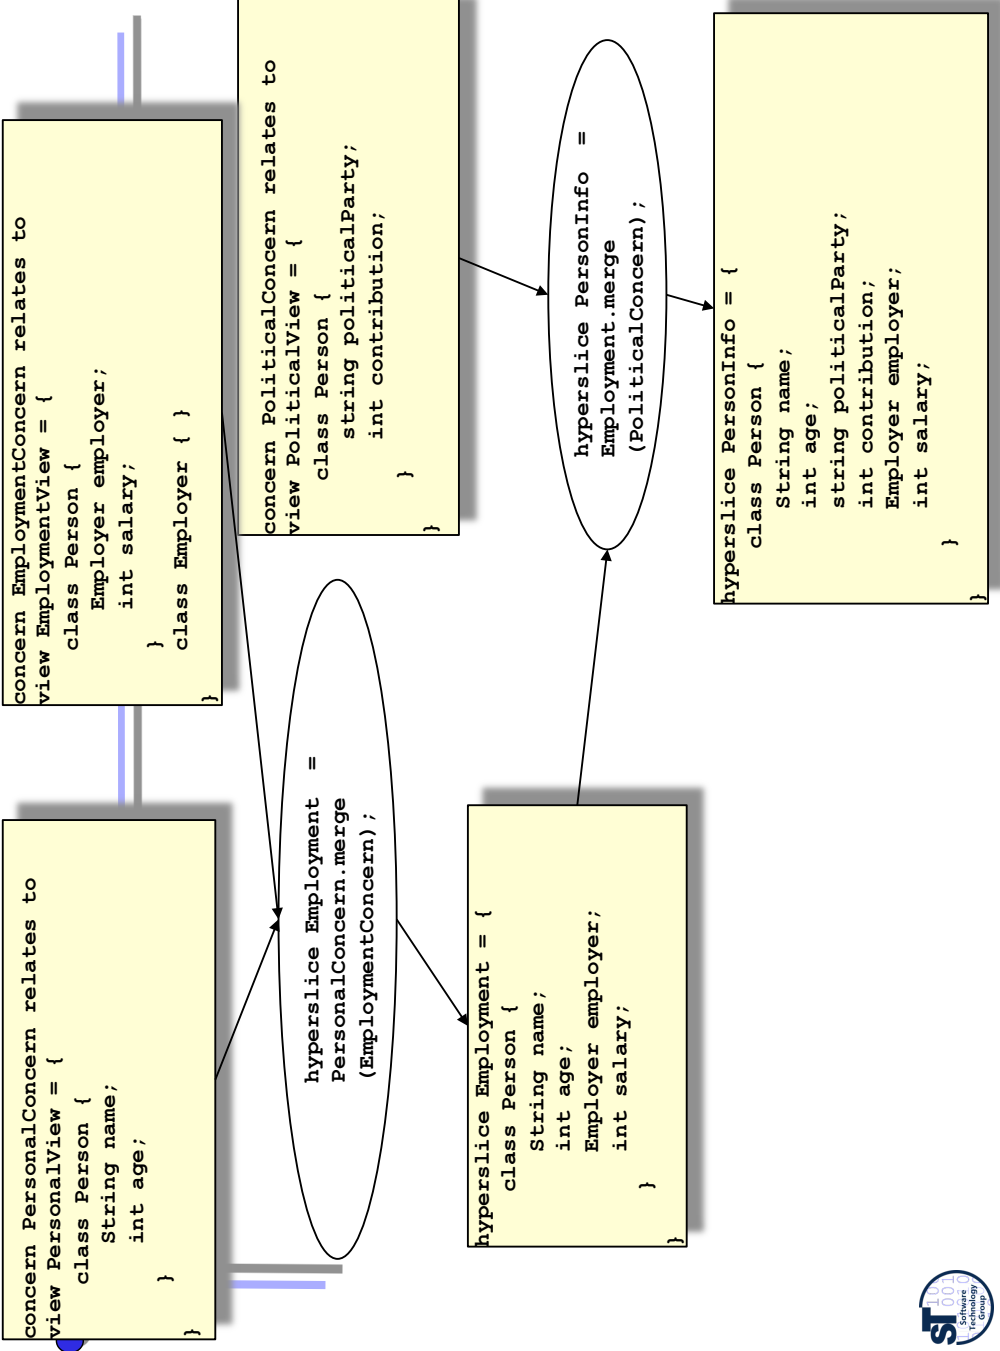 concern PersonalConcern relates to
view PersonalView = {
class Person {
String name;
int age;
}
}
concern EmploymentConcern relates to
view EmploymentView = {
class Person {
Employer employer;
int salary;
}
class Employer { }
}
concern PoliticalConcern relates to
view PoliticalView = {
class Person {
string politicalParty;
int contribution;
}
}
hyperslice Employment =
PersonalConcern.merge
(EmploymentConcern);
hyperslice Employment = {
class Person {
String name;
int age;
Employer employer;
int salary;
}
}
hyperslice PersonInfo =
Employment.merge
(PoliticalConcern);
hyperslice PersonInfo = {
class Person {
String name;
int age;
string politicalParty;
int contribution;
Employer employer;
int salary;
}
}
ST
Software
Technology
Group